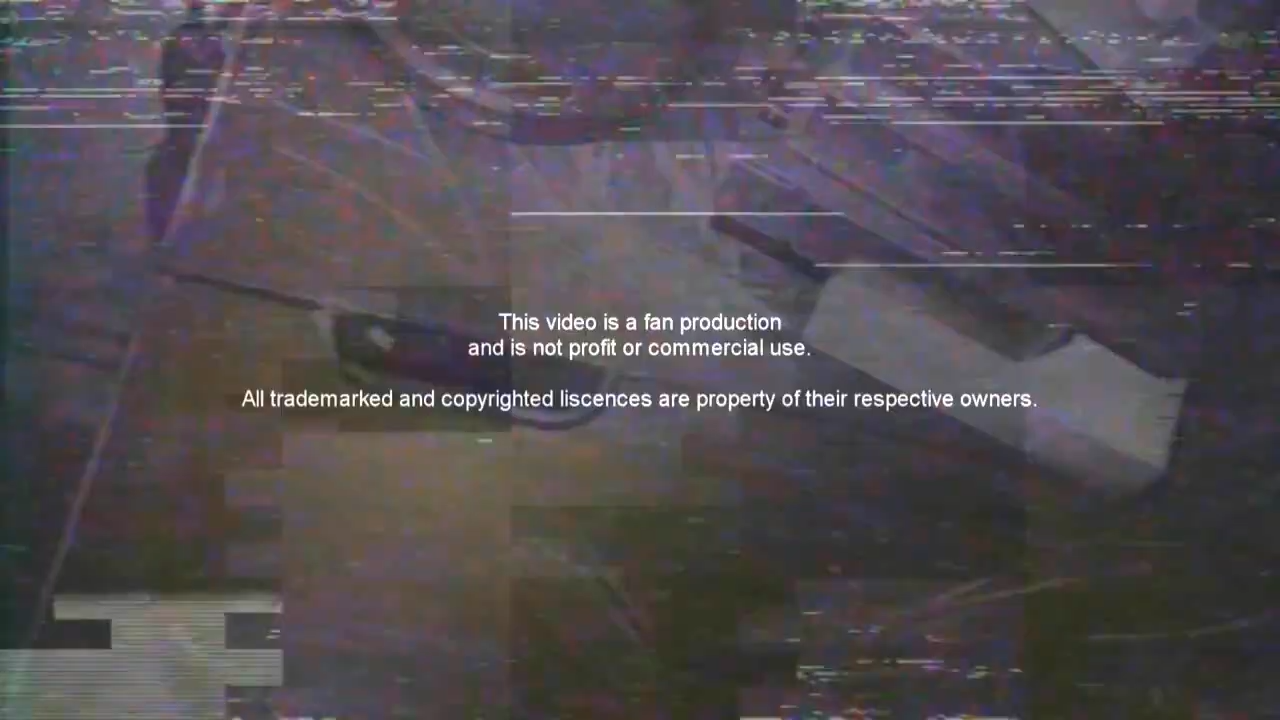 This video is a fan production
and is not profit or commercial use.
All trademarked and copyrighted liscences are property of their respective owners.